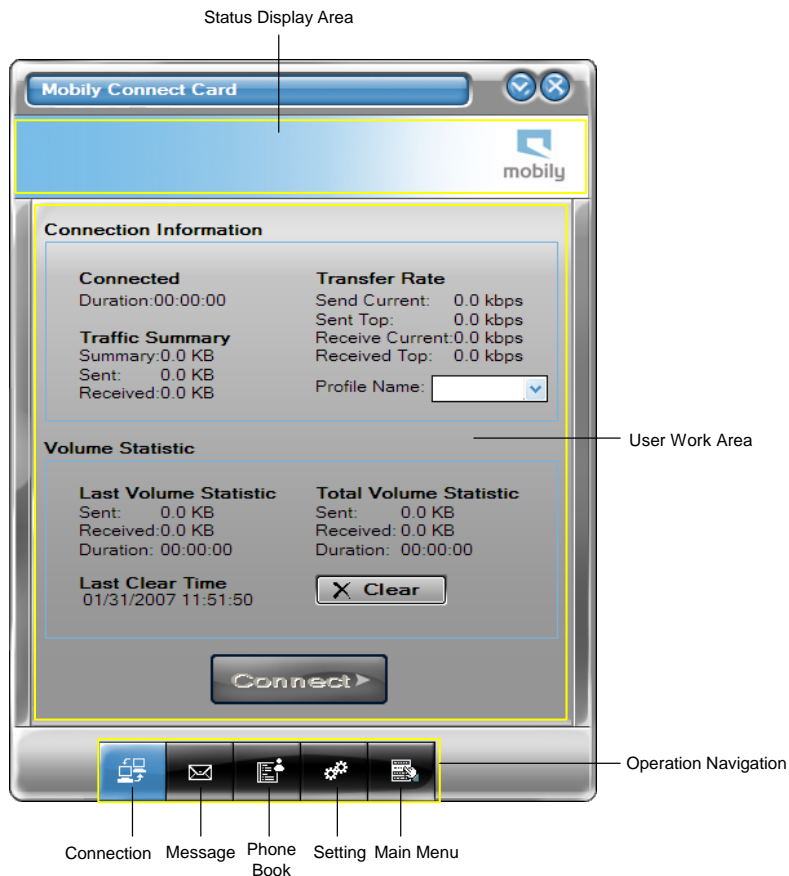 Status Display Area
Mobily Connect Card
mobily
Connection Information
Connected
Duration:00:00:00
Traffic Summary
Summary:0.0 KB
Sent: 0.0 KB
Received:0.0 KB
Transfer Rate
Send Current: 0.0 kbps
Sent Top: 0.0 kbps
Receive Current:0.0 kbps
Received Top: 0.0 kbps
Profile Name:
User Work Area
Volume Statistic
Last Volume Statistic
Sent: 0.0 KB
Received:0.0 KB
Duration: 00:00:00
Last Clear Time
01/31/2007 11:51:50
Total Volume Statistic
Sent: 0.0 KB
Received: 0.0 KB
Duration: 00:00:00
Clear
Connect
Operation Navigation
Connection
Message
Phone
Book
Setting
Main Menu